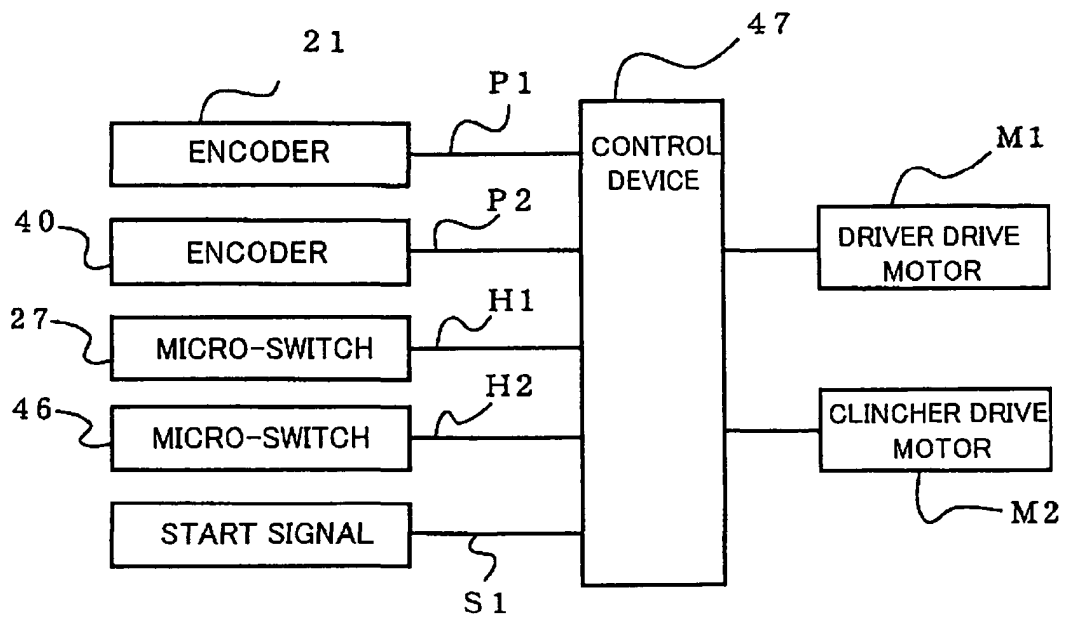 21
47
P1
ENCODER
CONTROL
DEVICE
M1
P2
40
ENCODER
DRIVER DRIVE
MOTOR
H1
27
MICRO-SWITCH
H2
46
MICRO-SWITCH
CLINCHER DRIVE
MOTOR
START SIGNAL
M2
S1